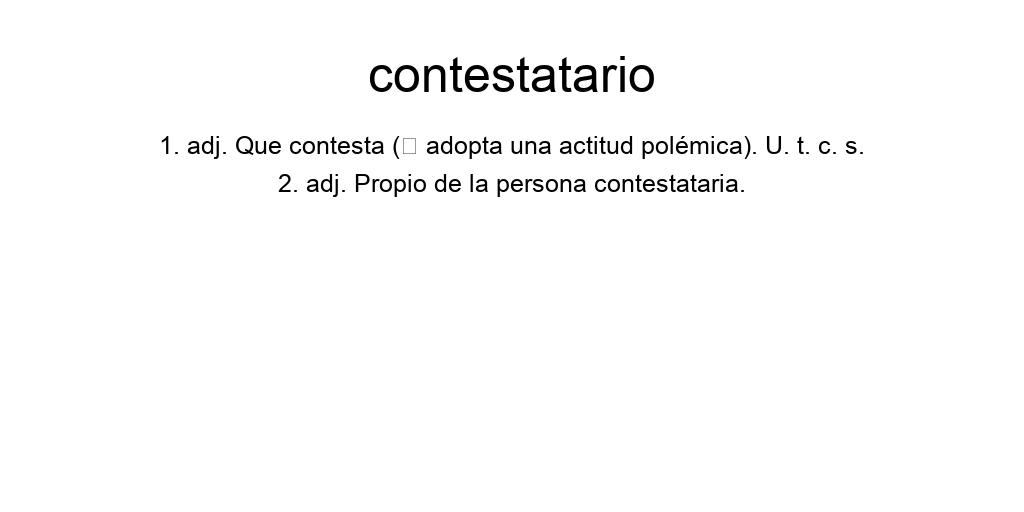 contestatario
1. adj. Que contesta (▯ adopta una actitud polémica). U. t. c. s.
2. adj. Propio de la persona contestataria.